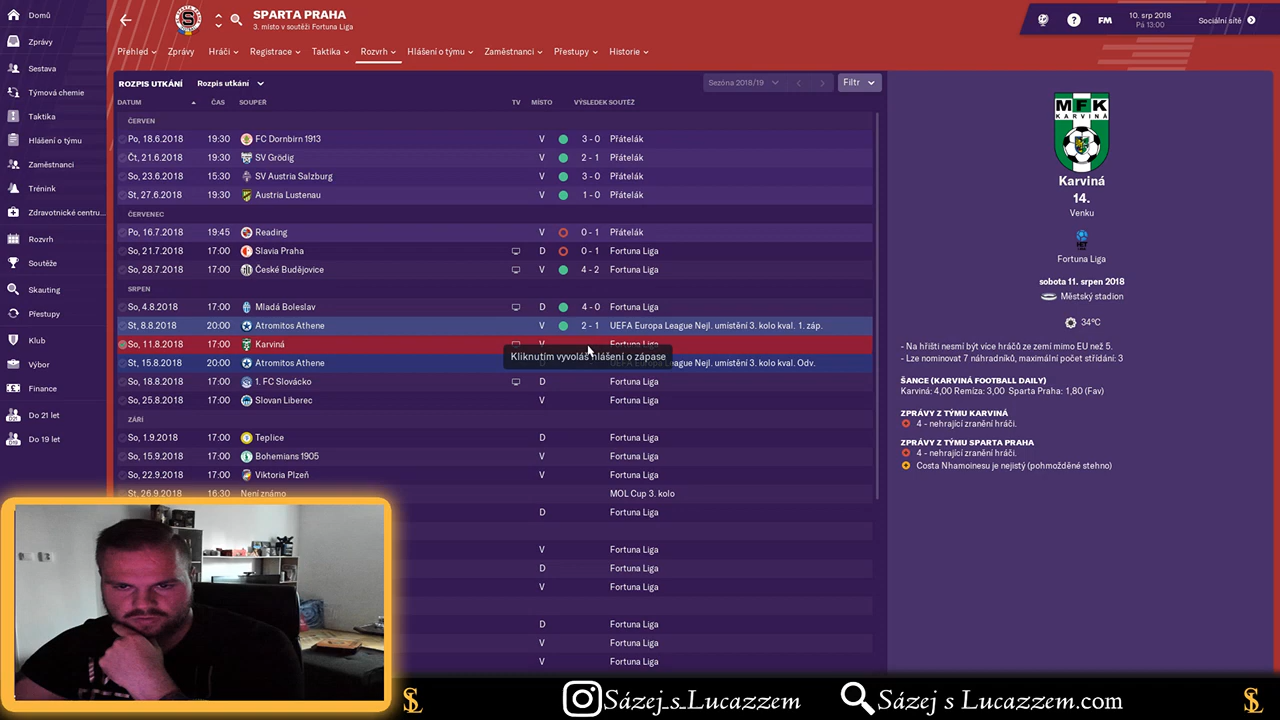 Domů
Zprávy
Sestava
Týmová chemie
Taktika
Hlášení o týmu
Zaměstnanci
Trénink
Zdravotnické centru...
Rozvrh
Soutěže
Skauting
Přestupy
Klub
Výbor
Finance
Do 21 let
Do 19 let
SPARTA PRAHA
3. místo v soutěži Fortuna Liga
FM
10. srp 2018
Pá 13:00
Sociální sítě
Přehled Zprávy Hráči Registrace Taktika Rozvrh Hlášení o týmu Zaměstnanci Přestupy Historie
ROZPIS UTKÁNÍ Rozpis utkání Sezóna 2018/19 Filtr
DATUM ČAS SOUPEŘ TV MÍSTO VÝSLEDEK SOUTĚŽ
ČERVEN
Po, 18.6.2018 19:30 FC Dornbirn 1913 V 3 - 0 Přátelák
Čt, 21.6.2018 19:30 SV Grödig V 2 - 1 Přátelák
So, 23.6.2018 15:30 SV Austria Salzburg V 3 - 0 Přátelák
St, 27.6.2018 19:30 Austria Lustenau V 1 - 0 Přátelák
ČERVENEC
Po, 16.7.2018 19:45 Reading V 0 - 1 Přátelák
So, 21.7.2018 17:00 Slavia Praha D 0 - 1 Fortuna Liga
So, 28.7.2018 17:00 České Budějovice V 4 - 2 Fortuna Liga
SRPEN
So, 4.8.2018 17:00 Mladá Boleslav D 4 - 0 Fortuna Liga
St, 8.8.2018 20:00 Atromitos Athene V 2 - 1 UEFA Europa League Nejl. umístění 3. kolo kval. 1. záp.
So, 11.8.2018 17:00 Karviná V Fortuna Liga
Kliknutím vyvoláš hlášení o zápase
St, 15.8.2018 20:00 Atromitos Athene D League Nejl. umístění 3. kolo kval. Odv.
So, 18.8.2018 17:00 1. FC Slovácko D Fortuna Liga
So, 25.8.2018 17:00 Slovan Liberec V Fortuna Liga
ZÁŘÍ
So, 1.9.2018 17:00 Teplice D Fortuna Liga
So, 15.9.2018 17:00 Bohemians 1905 V Fortuna Liga
So, 22.9.2018 17:00 Viktoria Plzeň V Fortuna Liga
St, 26.9.2018 16:30 Není známo MOL Cup 3. kolo
D Fortuna Liga
V Fortuna Liga
D Fortuna Liga
V Fortuna Liga
D Fortuna Liga
V Fortuna Liga
V Fortuna Liga
MFK
KARVINÁ
Karviná
14.
Venku
Fortuna Liga
sobota 11. srpen 2018
Městský stadion
34°C
- Na hřišti nesmí být více hráčů ze zemí mimo EU než 5.
- Lze nominovat 7 náhradníků, maximální počet střídání: 3
ŠANCE (KARVINÁ FOOTBALL DAILY)
Karviná: 4,00 Remíza: 3,00 Sparta Praha: 1,80 (Fav)
ZPRÁVY Z TÝMU KARVINÁ
4 - nehrající zranění hráči.
ZPRÁVY Z TÝMU SPARTA PRAHA
4 - nehrající zranění hráči.
Costa Nhamoinesu je nejistý (pohmožděné stehno)
Sázej_s_Lucazzem
Sázej s Lucazzem.com